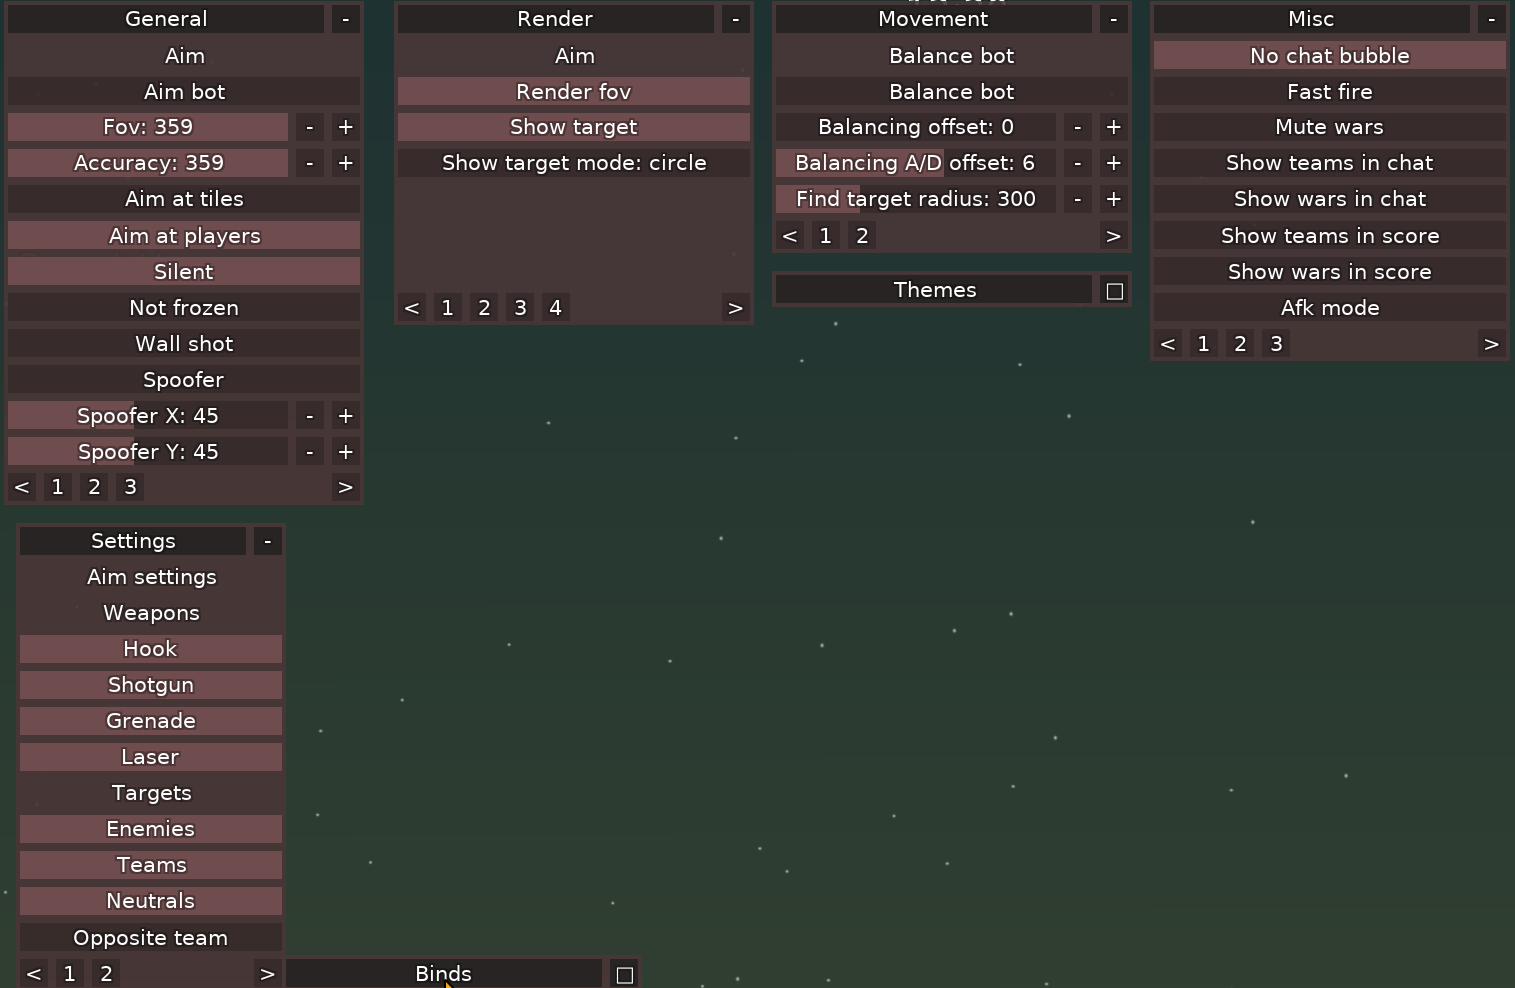 General -
Aim
Aim bot
Fov: 359 - +
Accuracy: 359 - +
Aim at tiles
Aim at players
Silent
Not frozen
Wall shot
Spoofer
Spoofer X: 45 - +
Spoofer Y: 45 - +
< 1 2 3 >
Render -
Aim
Render fov
Show target
Show target mode: circle
< 1 2 3 4 >
Movement -
Balance bot
Balance bot
Balancing offset: 0 - +
Balancing A/D offset: 6 - +
Find target radius: 300 - +
< 1 2 >
Themes □
Misc -
No chat bubble
Fast fire
Mute wars
Show teams in chat
Show wars in chat
Show teams in score
Show wars in score
Afk mode
< 1 2 3 >
Settings -
Aim settings
Weapons
Hook
Shotgun
Grenade
Laser
Targets
Enemies
Teams
Neutrals
Opposite team
< 1 2 >
Binds □